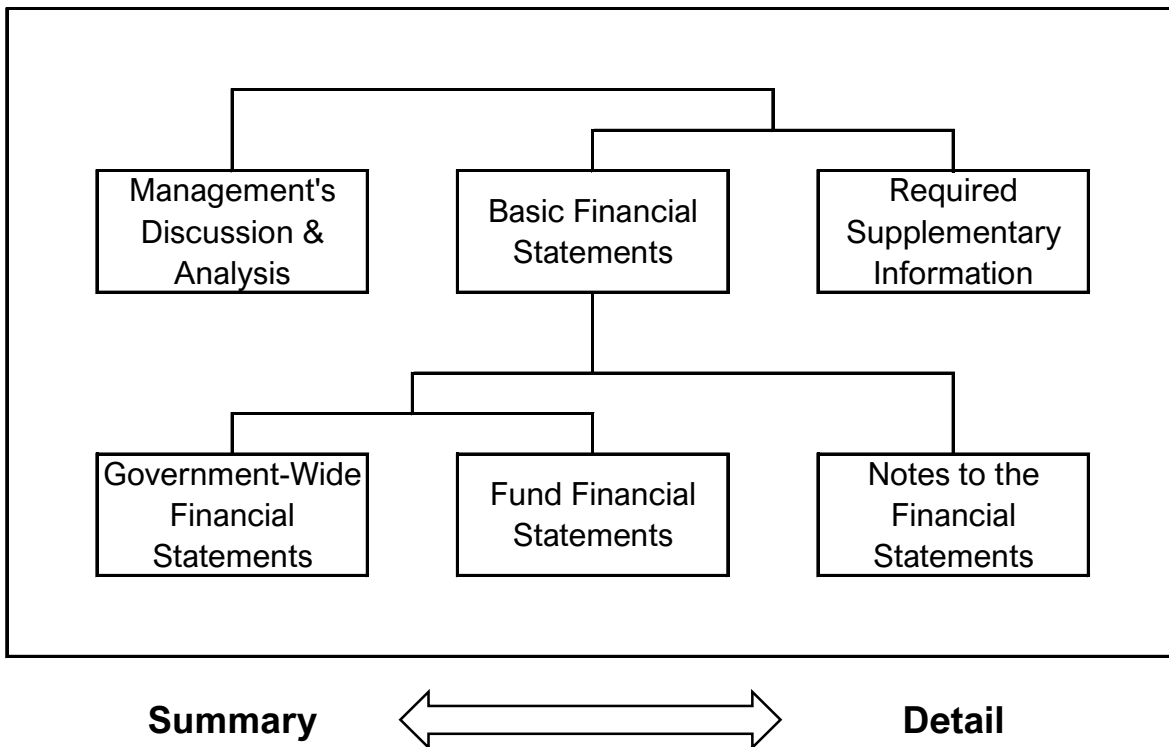 Management's
Discussion &
Analysis
Basic Financial
Statements
Required
Supplementary
Information
Government-Wide
Financial
Statements
Fund Financial
Statements
Notes to the
Financial
Statements
Summary
Detail